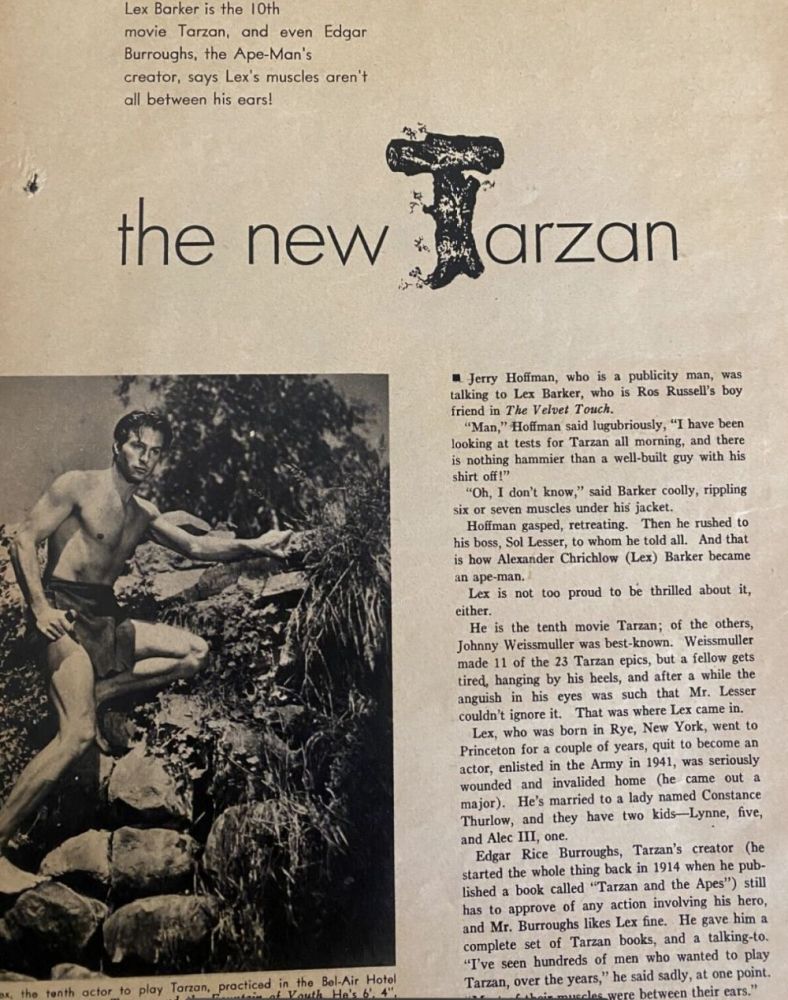 Lex Barker is the 10th
movie Tarzan, and even Edgar
Burroughs, the Ape-Man's
creator, says Lex's muscles aren't
all between his ears!
the new Tarzan
■ Jerry Hoffman, who is a publicity man, was
talking to Lex Barker, who is Ros Russell's boy
friend in The Velvet Touch.
"Man," Hoffman said lugubriously, "I have been
looking at tests for Tarzan all morning, and there
is nothing hammier than a well-built guy with his
shirt off!"
"Oh, I don't know," said Barker coolly, rippling
six or seven muscles under his jacket.
Hoffman gasped, retreating. Then he rushed to
his boss, Sol Lesser, to whom he told all. And that
is how Alexander Chrichlow (Lex) Barker became
an ape-man.
Lex is not too proud to be thrilled about it,
either.
He is the tenth movie Tarzan; of the others,
Johnny Weissmuller was best-known. Weissmuller
made 11 of the 23 Tarzan epics, but a fellow gets
tired, hanging by his heels, and after a while the
anguish in his eyes was such that Mr. Lesser
couldn't ignore it. That was where Lex came in.
Lex, who was born in Rye, New York, went to
Princeton for a couple of years, quit to become an
actor, enlisted in the Army in 1941, was seriously
wounded and invalided home (he came out a
major). He's married to a lady named Constance
Thurlow, and they have two kids—Lynne, five,
and Alec III, one.
Edgar Rice Burroughs, Tarzan's creator (he
started the whole thing back in 1914 when he pub-
lished a book called "Tarzan and the Apes") still
has to approve of any action involving his hero,
and Mr. Burroughs likes Lex fine. He gave him a
complete set of Tarzan books, and a talking-to.
"I've seen hundreds of men who wanted to play
Tarzan, over the years," he said sadly, at one point.
muscles were between their ears."
ex, the tenth actor to play Tarzan, practiced in the Bel-Air Hotel
Fountain of Youth. He's 6', 4",